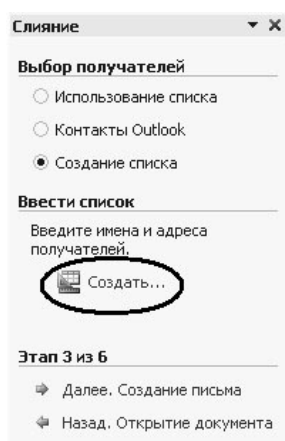 Слияние
Выбор получателей
Использование списка
Контакты Outlook
Создание списка
Ввести список
Введите имена и адреса
получателей.
Создать...
Этап 3 из 6
Далее. Создание письма
Назад. Открытие документа